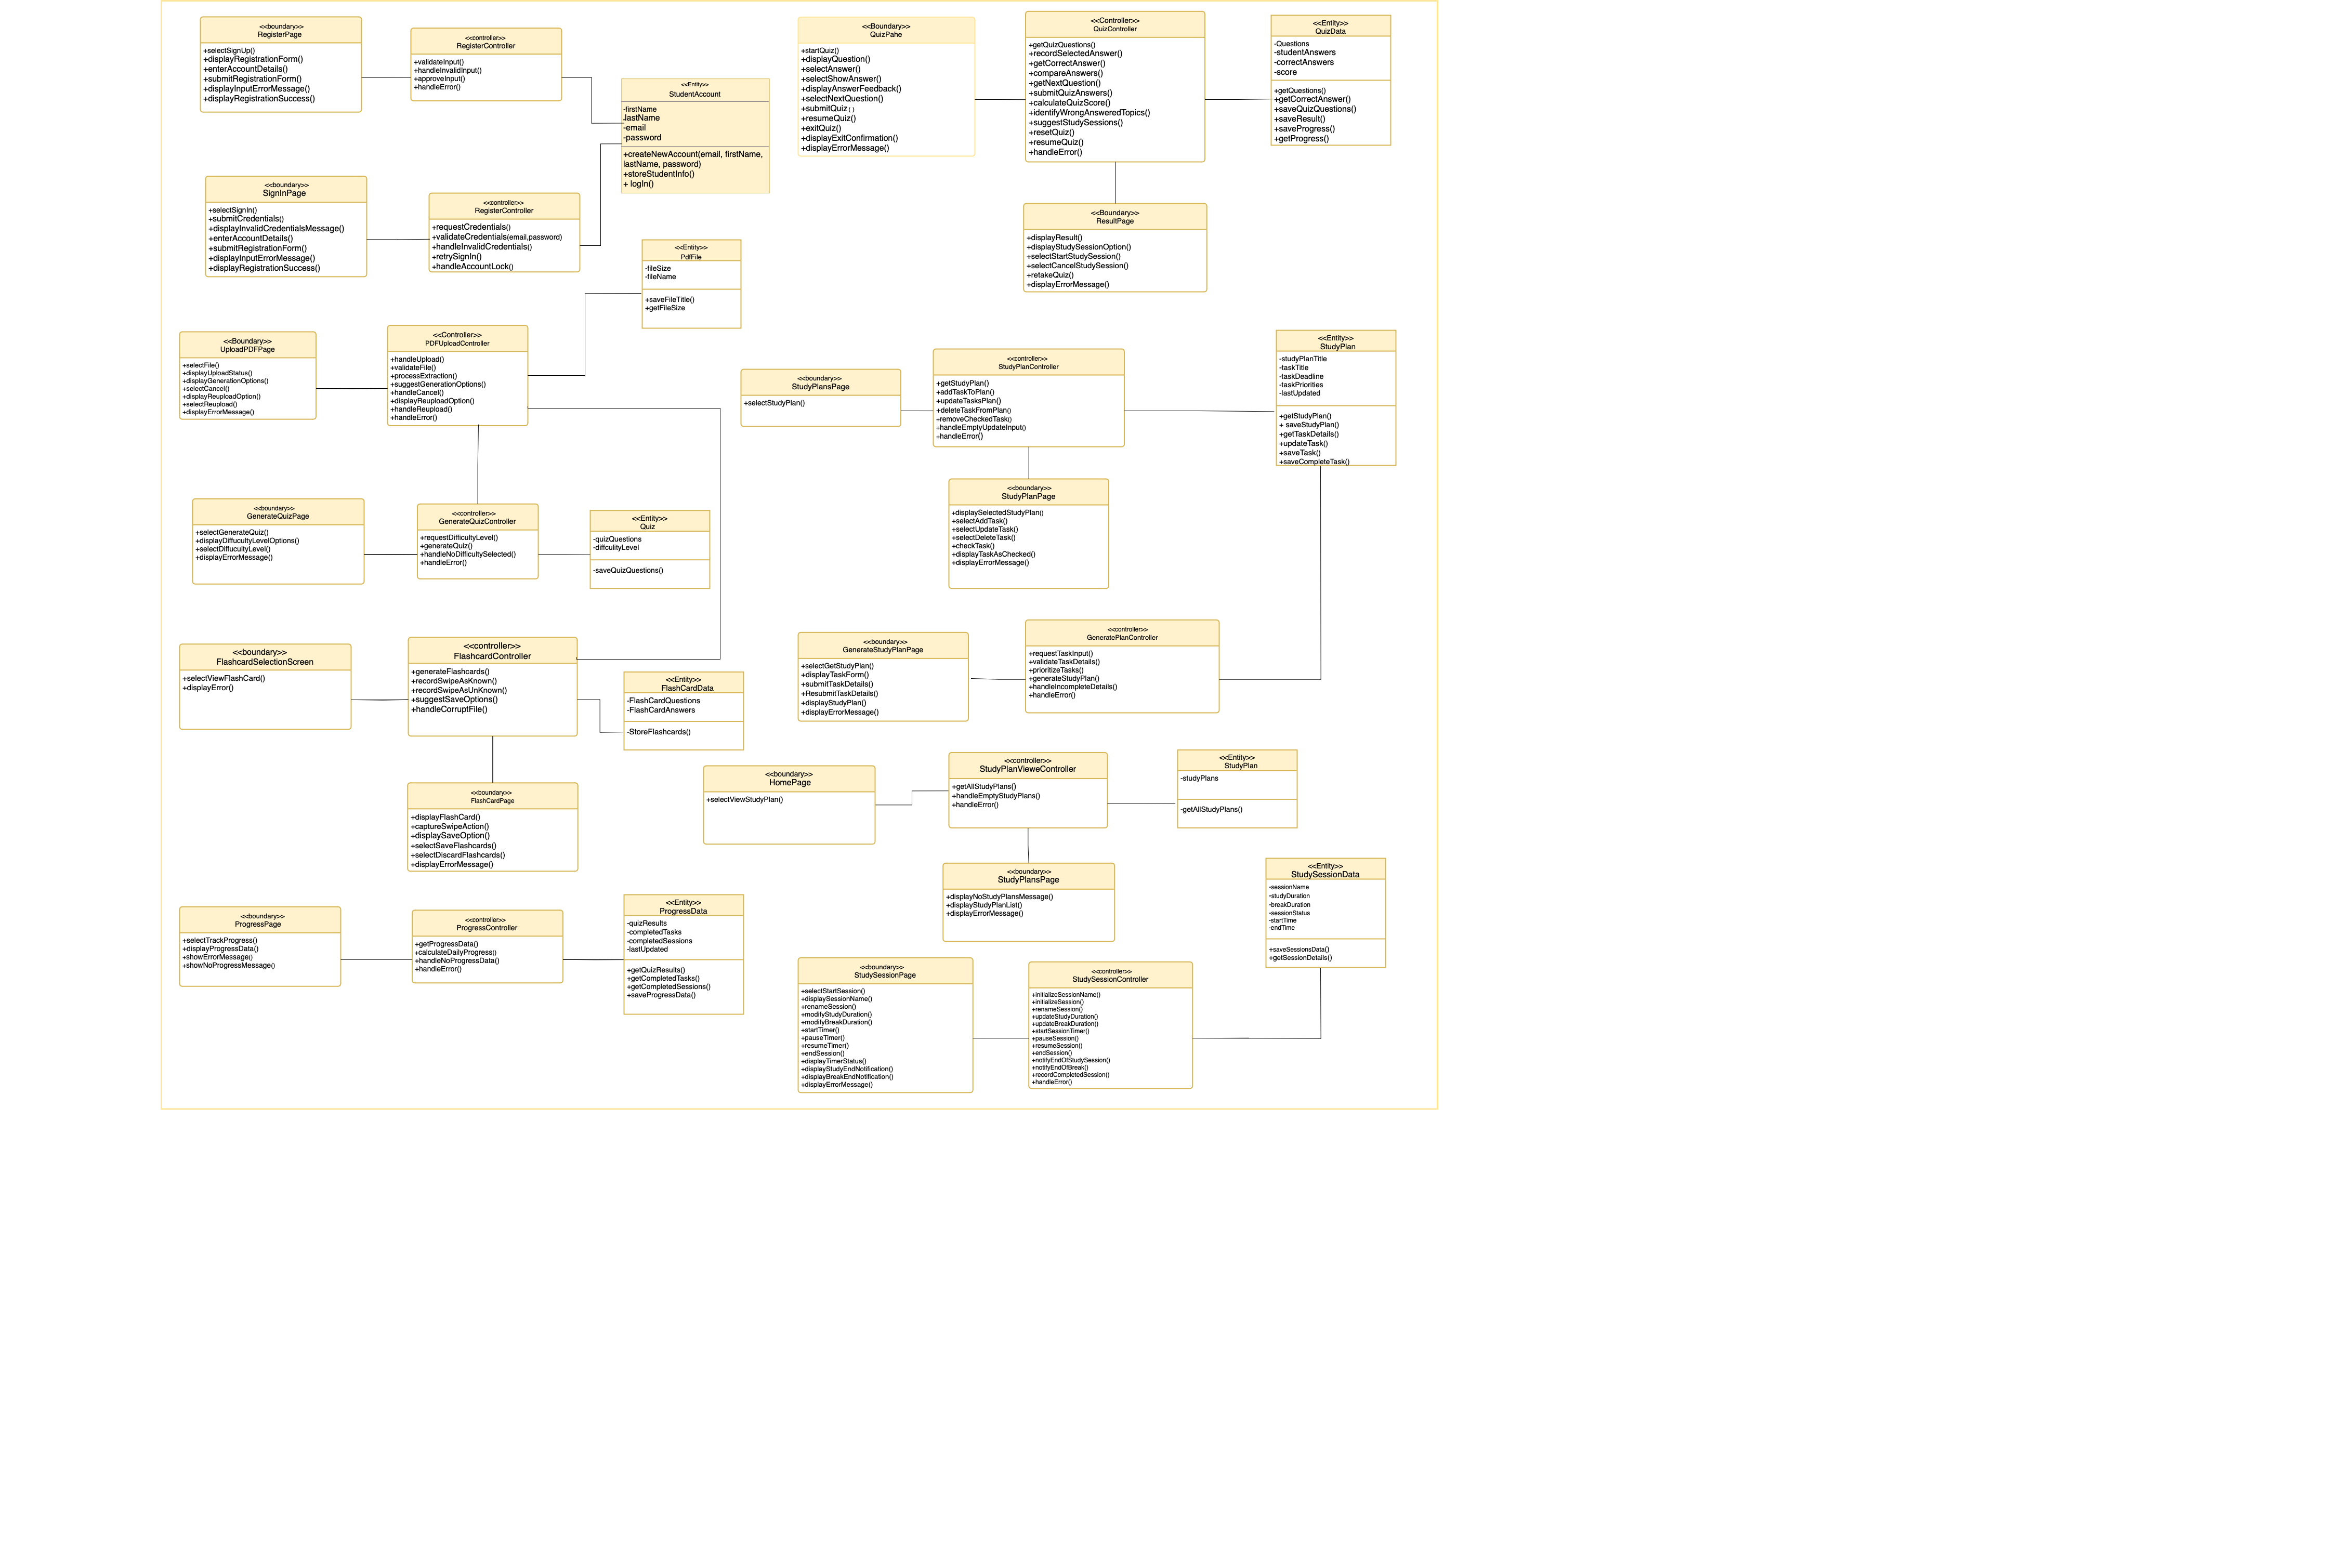 <<boundary>>
RegisterPage
+selectSignUp()
+displayRegistrationForm()
+enterAccountDetails()
+submitRegistrationForm()
+displayInputErrorMessage()
+displayRegistrationSuccess()
<<controller>>
RegisterController
+validateInput()
+handleInvalidInput()
+approveInput()
+handleError()
<<Entity>>
StudentAccount
-firstName
-lastName
-email
-password
+createNewAccount(email, firstName,
lastName, password)
+storeStudentInfo()
+ logIn()
<<Boundary>>
QuizPahe
+startQuiz()
+displayQuestion()
+selectAnswer()
+selectShowAnswer()
+displayAnswerFeedback()
+selectNextQuestion()
+submitQuiz()
+resumeQuiz()
+exitQuiz()
+displayExitConfirmation()
+displayErrorMessage()
<<Controller>>
QuizController
+getQuizQuestions()
+recordSelectedAnswer()
+getCorrectAnswer()
+compareAnswers()
+getNextQuestion()
+submitQuizAnswers()
+calculateQuizScore()
+identifyWrongAnsweredTopics()
+suggestStudySessions()
+resetQuiz()
+resumeQuiz()
+handleError()
<<Entity>>
QuizData
-Questions
-studentAnswers
-correctAnswers
-score
+getQuestions()
+getCorrectAnswer()
+saveQuizQuestions()
+saveResult()
+saveProgress()
+getProgress()
<<boundary>>
SignInPage
+selectSignIn()
+submitCredentials()
+displayInvalidCredentialsMessage()
+enterAccountDetails()
+submitRegistrationForm()
+displayInputErrorMessage()
+displayRegistrationSuccess()
<<controller>>
RegisterController
+requestCredentials()
+validateCredentials(email,password)
+handleInvalidCredentials()
+retrySignIn()
+handleAccountLock()
<<Boundary>>
ResultPage
+displayResult()
+displayStudySessionOption()
+selectStartStudySession()
+selectCancelStudySession()
+retakeQuiz()
+displayErrorMessage()
<<Entity>>
PdfFile
-fileSize
-fileName
+saveFileTitle()
+getFileSize
<<Boundary>>
UploadPDFPage
+selectFile()
+displayUploadStatus()
+displayGenerationOptions()
+selectCancel()
+displayReuploadOption()
+selectReupload()
+displayErrorMessage()
<<Controller>>
PDFUploadController
+handleUpload()
+validateFile()
+processExtraction()
+suggestGenerationOptions()
+handleCancel()
+displayReuploadOption()
+handleReupload()
+handleError()
<<boundary>>
StudyPlansPage
+selectStudyPlan()
<<controller>>
StudyPlanController
+getStudyPlan()
+addTaskToPlan()
+updateTasksPlan()
+deleteTaskFromPlan()
+removeCheckedTask()
+handleEmptyUpdateInput()
+handleError()
<<Entity>>
StudyPlan
-studyPlanTitle
-taskTitle
-taskDeadline
-taskPriorities
-lastUpdated
+getStudyPlan()
+ saveStudyPlan()
+getTaskDetails()
+updateTask()
+saveTask()
+saveCompleteTask()
<<boundary>>
StudyPlanPage
+displaySelectedStudyPlan()
+selectAddTask()
+selectUpdateTask()
+selectDeleteTask()
+checkTask()
+displayTaskAsChecked()
+displayErrorMessage()
<<boundary>>
GenerateQuizPage
+selectGenerateQuiz()
+displayDiffucultyLevelOptions()
+selectDiffucultyLevel()
+displayErrorMessage()
<<controller>>
GenerateQuizController
+requestDifficultyLevel()
+generateQuiz()
+handleNoDifficultySelected()
+handleError()
<<Entity>>
Quiz
-quizQuestions
-diffculityLevel
-saveQuizQuestions()
<<boundary>>
FlashcardSelectionScreen
+selectViewFlashCard()
+displayError()
<<controller>>
FlashcardController
+generateFlashcards()
+recordSwipeAsKnown()
+recordSwipeAsUnKnown()
+suggestSaveOptions()
+handleCorruptFile()
<<Entity>>
FlashCardData
-FlashCardQuestions
-FlashCardAnswers
-StoreFlashcards()
<<boundary>>
GenerateStudyPlanPage
+selectGetStudyPlan()
+displayTaskForm()
+submitTaskDetails()
+ResubmitTaskDetails()
+displayStudyPlan()
+displayErrorMessage()
<<controller>>
GeneratePlanController
+requestTaskInput()
+validateTaskDetails()
+prioritizeTasks()
+generateStudyPlan()
+handleIncompleteDetails()
+handleError()
<<boundary>>
FlashCardPage
+displayFlashCard()
+captureSwipeAction()
+displaySaveOption()
+selectSaveFlashcards()
+selectDiscardFlashcards()
+displayErrorMessage()
<<boundary>>
HomePage
+selectViewStudyPlan()
<<controller>>
StudyPlanVieweController
+getAllStudyPlans()
+handleEmptyStudyPlans()
+handleError()
<<Entity>>
StudyPlan
-studyPlans
-getAllStudyPlans()
<<boundary>>
StudyPlansPage
+displayNoStudyPlansMessage()
+displayStudyPlanList()
+displayErrorMessage()
<<Entity>>
StudySessionData
-sessionName
-studyDuration
-breakDuration
-sessionStatus
-startTime
-endTime
+saveSessionsData()
+getSessionDetails()
<<boundary>>
ProgressPage
+selectTrackProgress()
+displayProgressData()
+showErrorMessage()
+showNoProgressMessage()
<<controller>>
ProgressController
+getProgressData()
+calculateDailyProgress()
+handleNoProgressData()
+handleError()
<<Entity>>
ProgressData
-quizResults
-completedTasks
-completedSessions
-lastUpdated
+getQuizResults()
+getCompletedTasks()
+getCompletedSessions()
+saveProgressData()
<<boundary>>
StudySessionPage
+selectStartSession()
+displaySessionName()
+renameSession()
+modifyStudyDuration()
+modifyBreakDuration()
+startTimer()
+pauseTimer()
+resumeTimer()
+endSession()
+displayTimerStatus()
+displayStudyEndNotification()
+displayBreakEndNotification()
+displayErrorMessage()
<<controller>>
StudySessionController
+initializeSessionName()
+initializeSession()
+renameSession()
+updateStudyDuration()
+updateBreakDuration()
+startSessionTimer()
+pauseSession()
+resumeSession()
+endSession()
+notifyEndOfStudySession()
+notifyEndOfBreak()
+recordCompletedSession()
+handleError()